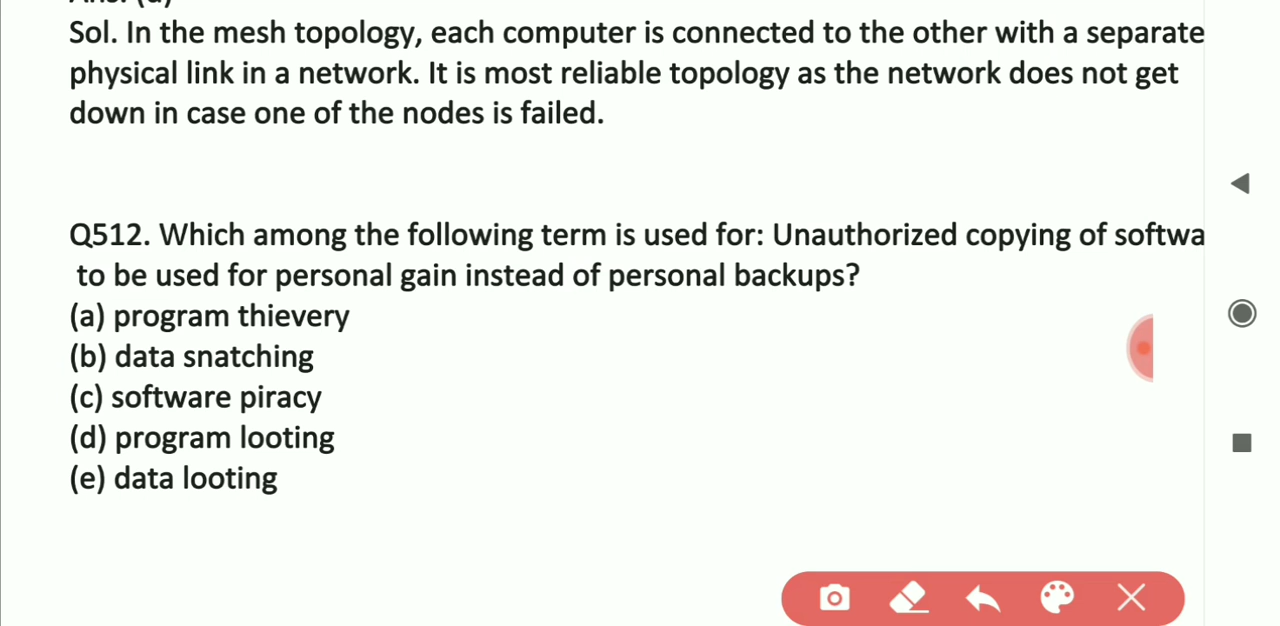 Sol. In the mesh topology, each computer is connected to the other with a separate
physical link in a network. It is most reliable topology as the network does not get
down in case one of the nodes is failed.
Q512. Which among the following term is used for: Unauthorized copying of softwa
to be used for personal gain instead of personal backups?
(a) program thievery
(b) data snatching
(c) software piracy
(d) program looting
(e) data looting